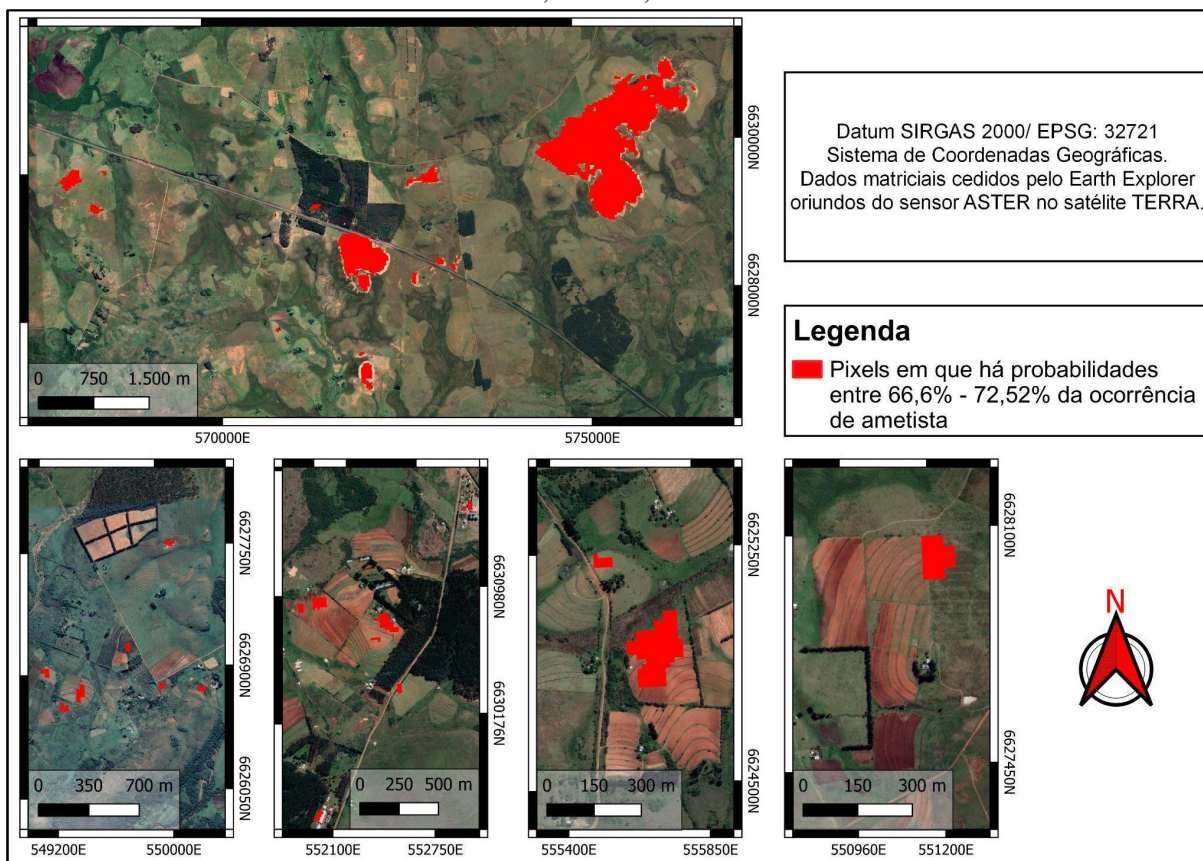 6630000N
6628000N
0 750 1.500 m
570000E 575000E
Datum SIRGAS 2000/ EPSG: 32721
Sistema de Coordenadas Geográficas.
Dados matriciais cedidos pelo Earth Explorer
oriundos do sensor ASTER no satélite TERRA.
Legenda
Pixels em que há probabilidades
entre 66,6% - 72,52% da ocorrência
de ametista
6627750N
6626900N
6626050N
0 350 700 m
549200E 550000E
6630980N
6630176N
0 250 500 m
552100E 552750E
6625250N
6624500N
0 150 300 m
555400E 555850E
6628100N
6627450N
0 150 300 m
550960E 551200E
N